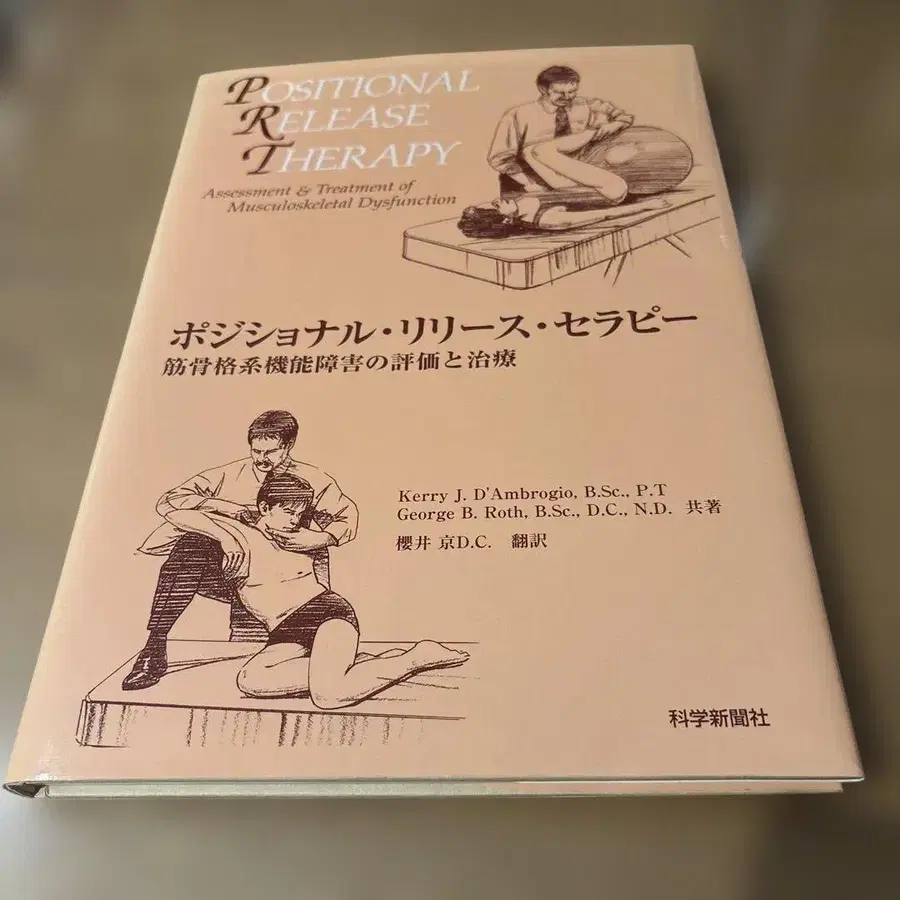 POSITIONAL
RELEASE
THERAPY
Assessment & Treatment of
Musculoskeletal Dysfunction
ポジショナル・リリース・セラピー
筋骨格系機能障害の評価と治療
Kerry J. D'Ambrogio, B.Sc., P.T
George B. Roth, B.Sc., D.C., N.D. 共著
櫻井 京D.C. 翻訳
科学新聞社